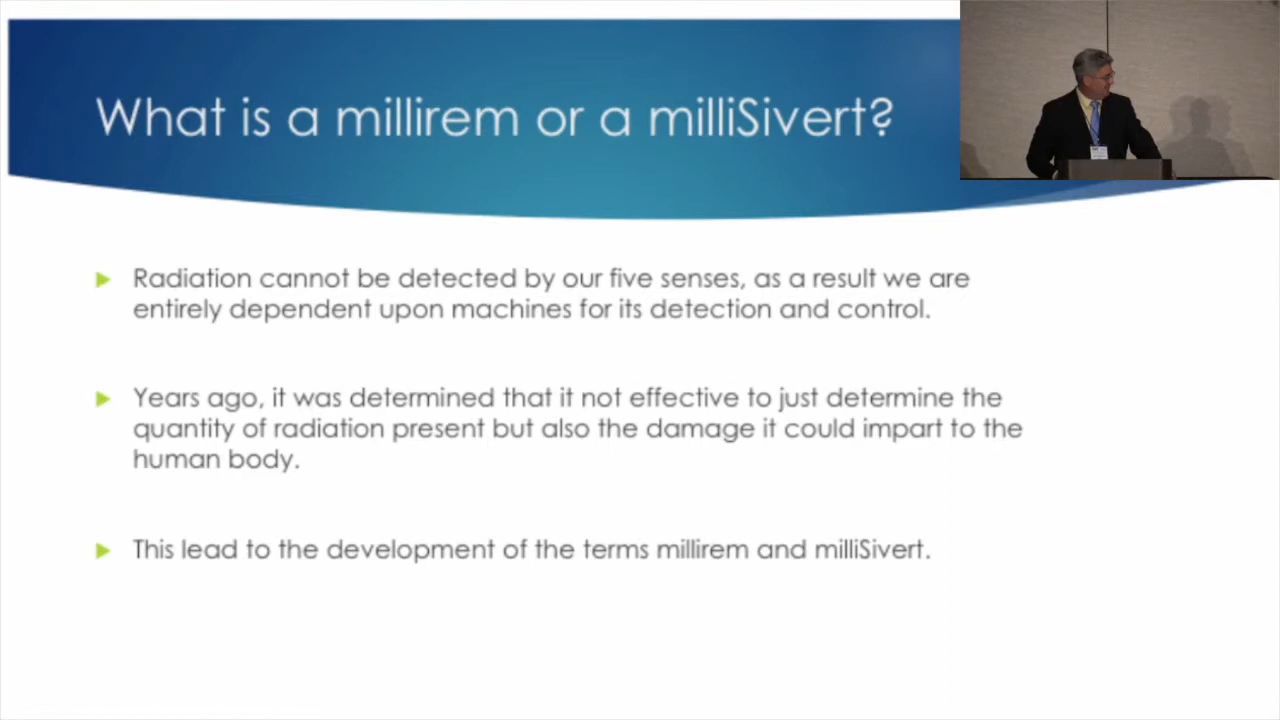 What is a millirem or a milliSivert?
Radiation cannot be detected by our five senses, as a result we are
entirely dependent upon machines for its detection and control.
Years ago, it was determined that it not effective to just determine the
quantity of radiation present but also the damage it could impart to the
human body.
This lead to the development of the terms millirem and milliSivert.